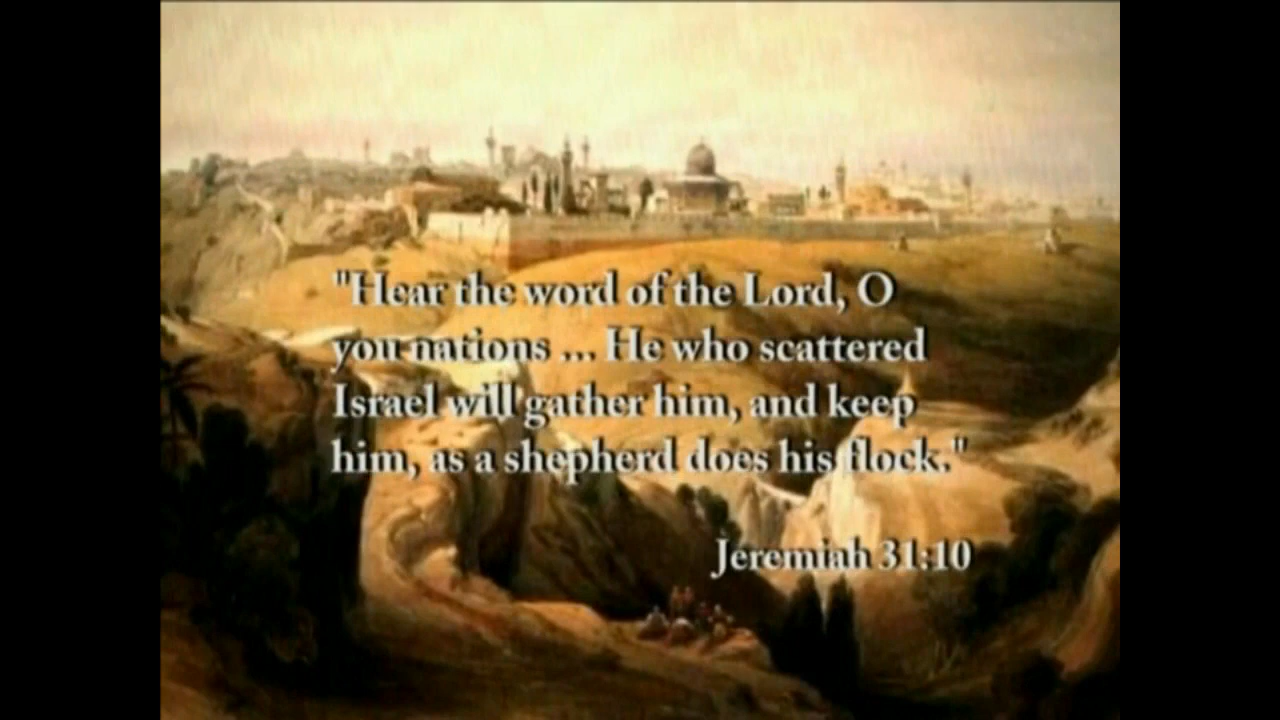 "Hear the word of the Lord, O
you nations ... He who scattered
Israel will gather him, and keep
him, as a shepherd does his flock."
Jeremiah 31:10